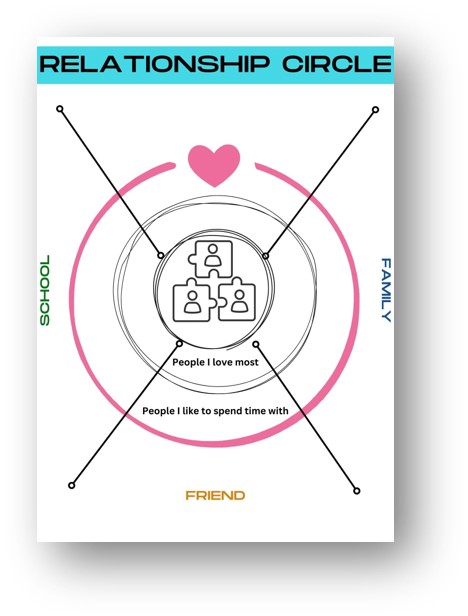 RELATIONSHIP CIRCLE
SCHOOL
FAMILY
People I love most
People I like to spend time with
FRIEND